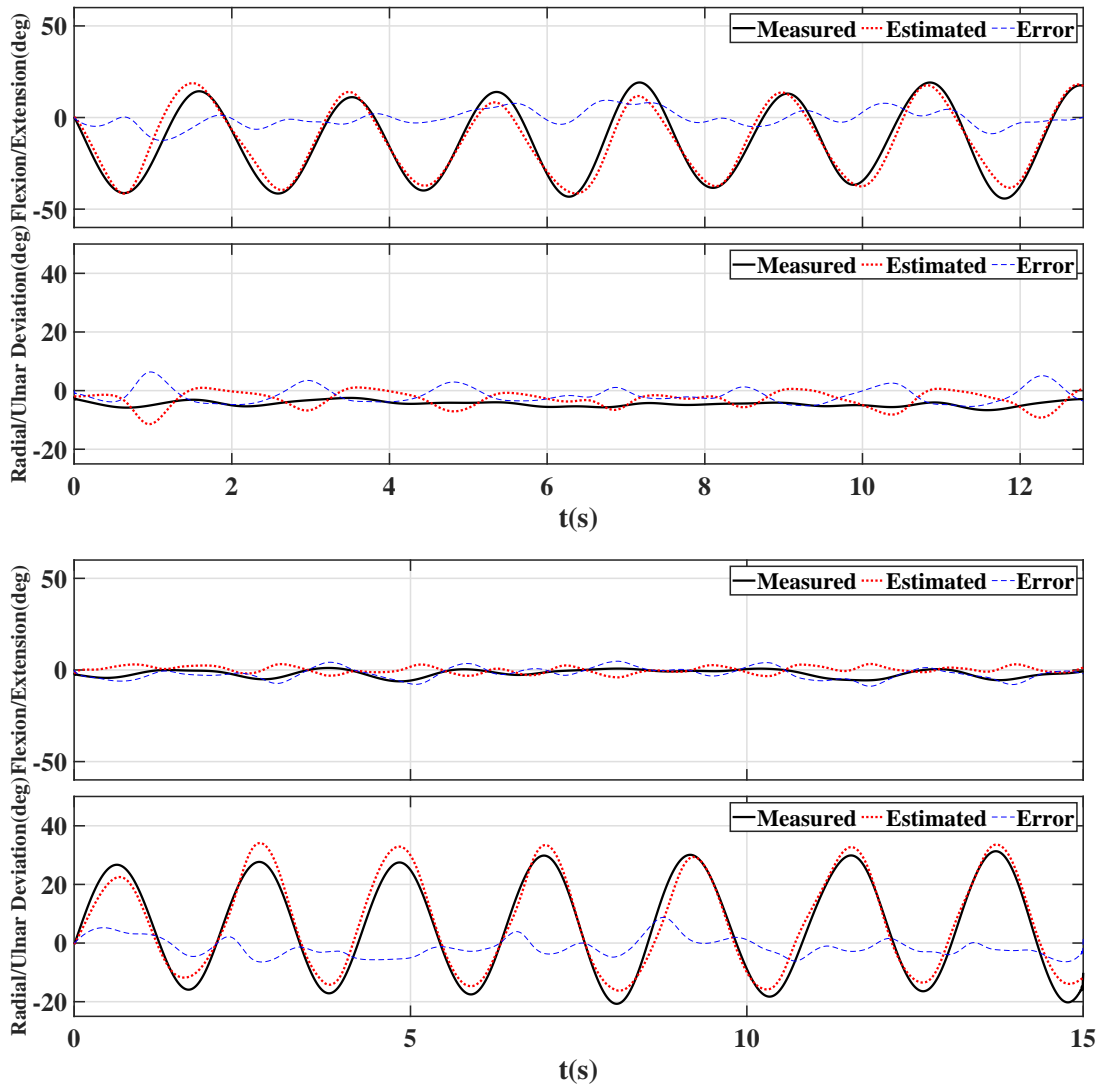 Flexion/Extension(deg)
50
0
-50
Measured Estimated Error
Radial/Ulnar Deviation(deg)
40
20
0
-20
Measured Estimated Error
0 2 4 6 8 10 12
t(s)
Flexion/Extension(deg)
50
0
-50
Measured Estimated Error
Radial/Ulnar Deviation(deg)
40
20
0
-20
Measured Estimated Error
0 5 10 15
t(s)